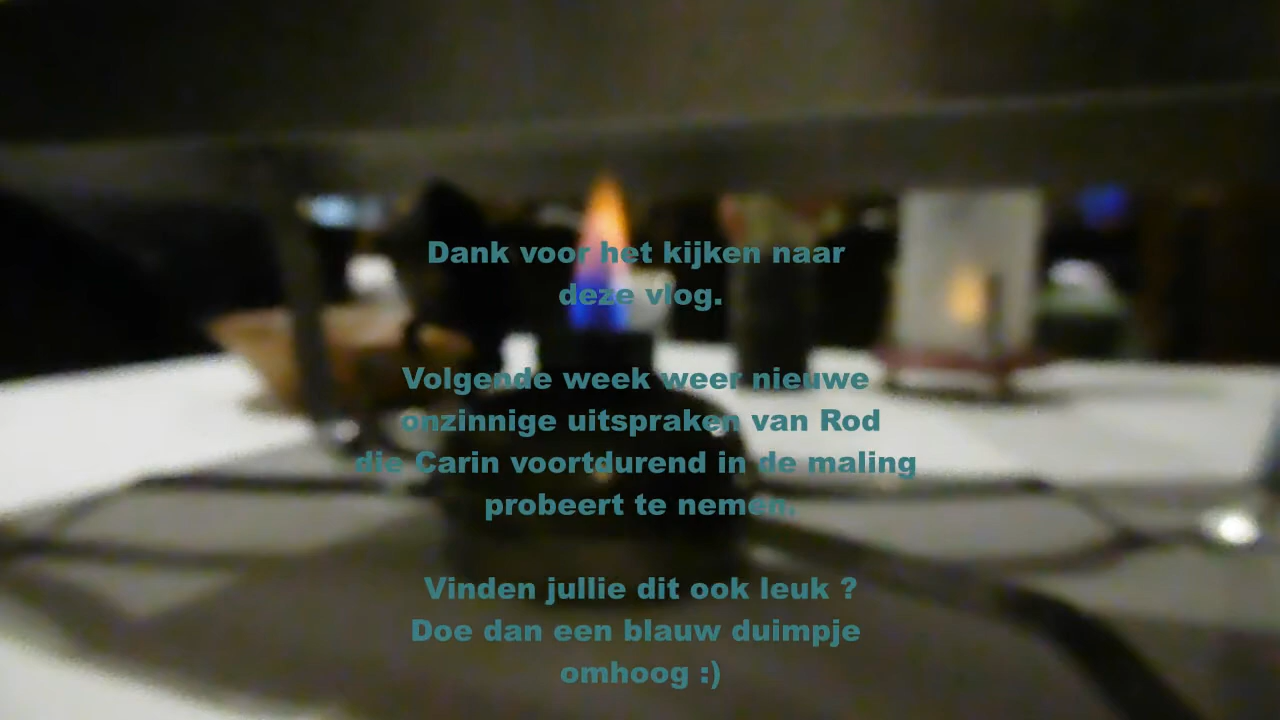 Dank voor het kijken naar
deze vlog.
Volgende week weer nieuwe
onzinnige uitspraken van Rod
die Carin voortdurend in de maling
probeert te nemen.
Vinden jullie dit ook leuk ?
Doe dan een blauw duimpje
omhoog :)